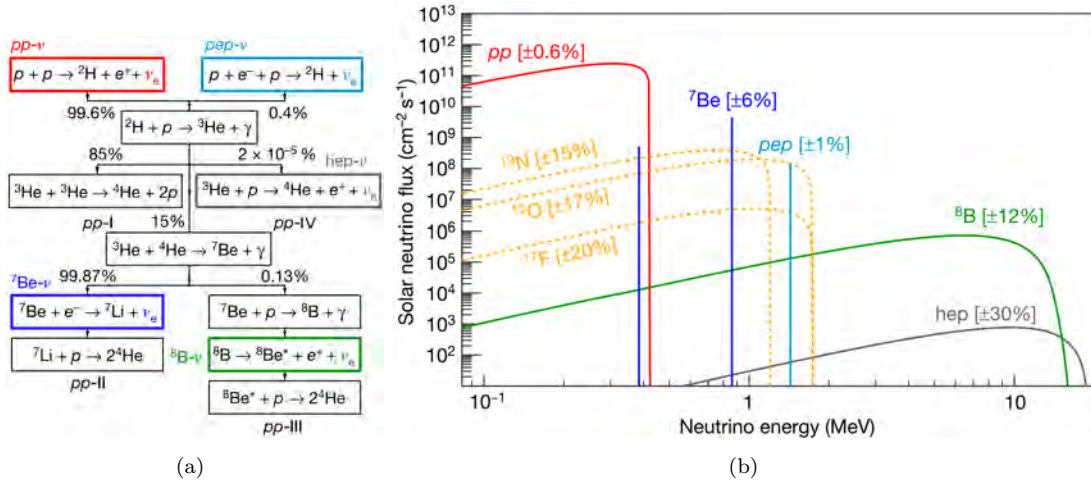 pp-ν
pep-ν
p + p → ²H + e⁺ + νₑ
p + e⁻ + p → ²H + νₑ
99.6%
0.4%
²H + p → ³He + γ
85%
2 × 10⁻⁵ %
hep-ν
³He + ³He → ⁴He + 2p
³He + p → ⁴He + e⁺ + νₑ
pp-I
pp-IV
15%
³He + ⁴He → ⁷Be + γ
⁷Be-ν
99.87%
0.13%
⁷Be + e⁻ → ⁷Li + νₑ
⁷Be + p → ⁸B + γ
⁷Li + p → 2⁴He
⁸B-ν
⁸B → ⁸Be* + e⁺ + νₑ
pp-II
⁸Be* + p → 2⁴He
pp-III
(a)
Solar neutrino flux (cm⁻² s⁻¹)
10¹³
10¹²
10¹¹
10¹⁰
10⁹
10⁸
10⁷
10⁶
10⁵
10⁴
10³
10²
pp [±0.6%]
⁷Be [±6%]
pep [±1%]
¹³N [±15%]
¹⁵O [±17%]
¹⁷F [±20%]
⁸B [±12%]
hep [±30%]
10⁻¹
1
10
Neutrino energy (MeV)
(b)